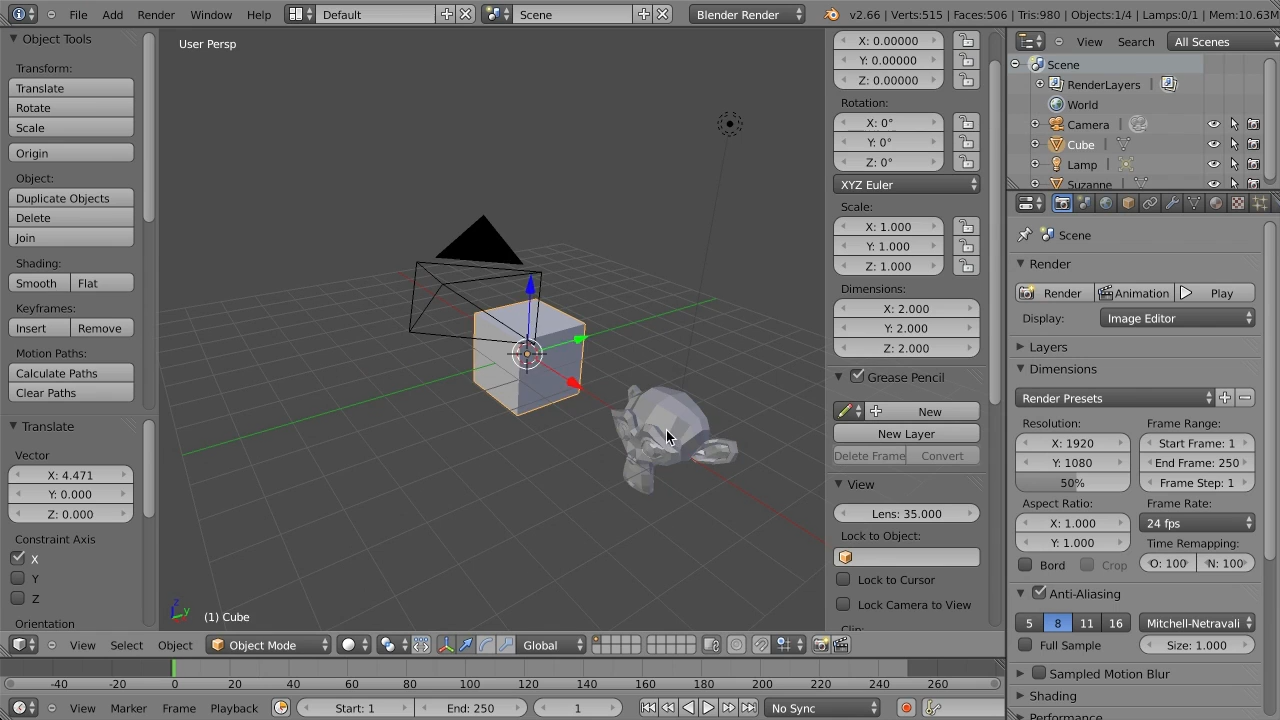 File Add Render Window Help Default Scene Blender Render v2.66 | Verts:515 | Faces:506 | Tris:980 | Objects:1/4 | Lamps:0/1 | Mem:10.63M
Object Tools
Transform:
Translate
Rotate
Scale
Origin
Object:
Duplicate Objects
Delete
Join
Shading:
Smooth Flat
Keyframes:
Insert Remove
Motion Paths:
Calculate Paths
Clear Paths
Translate
Vector
X: 4.471
Y: 0.000
Z: 0.000
Constraint Axis
X
Y
Z
Orientation
User Persp
z
y
(1) Cube
X: 0.00000
Y: 0.00000
Z: 0.00000
Rotation:
X: 0°
Y: 0°
Z: 0°
XYZ Euler
Scale:
X: 1.000
Y: 1.000
Z: 1.000
Dimensions:
X: 2.000
Y: 2.000
Z: 2.000
Grease Pencil
New
New Layer
Delete Frame Convert
View
Lens: 35.000
Lock to Object:
Lock to Cursor
Lock Camera to View
Clip:
View Search All Scenes
Scene
RenderLayers
World
Camera
Cube
Lamp
Suzanne
Scene
Render
Render Animation Play
Display: Image Editor
Layers
Dimensions
Render Presets
Resolution: Frame Range:
X: 1920 Start Frame: 1
Y: 1080 End Frame: 250
50% Frame Step: 1
Aspect Ratio: Frame Rate:
X: 1.000 24 fps
Y: 1.000 Time Remapping:
Bord Crop O: 100 N: 100
Anti-Aliasing
5 8 11 16 Mitchell-Netravali
Full Sample Size: 1.000
Sampled Motion Blur
Shading
Performance
View Select Object Object Mode Global
-40 -20 0 20 40 60 80 100 120 140 160 180 200 220 240 260
View Marker Frame Playback Start: 1 End: 250 1 No Sync